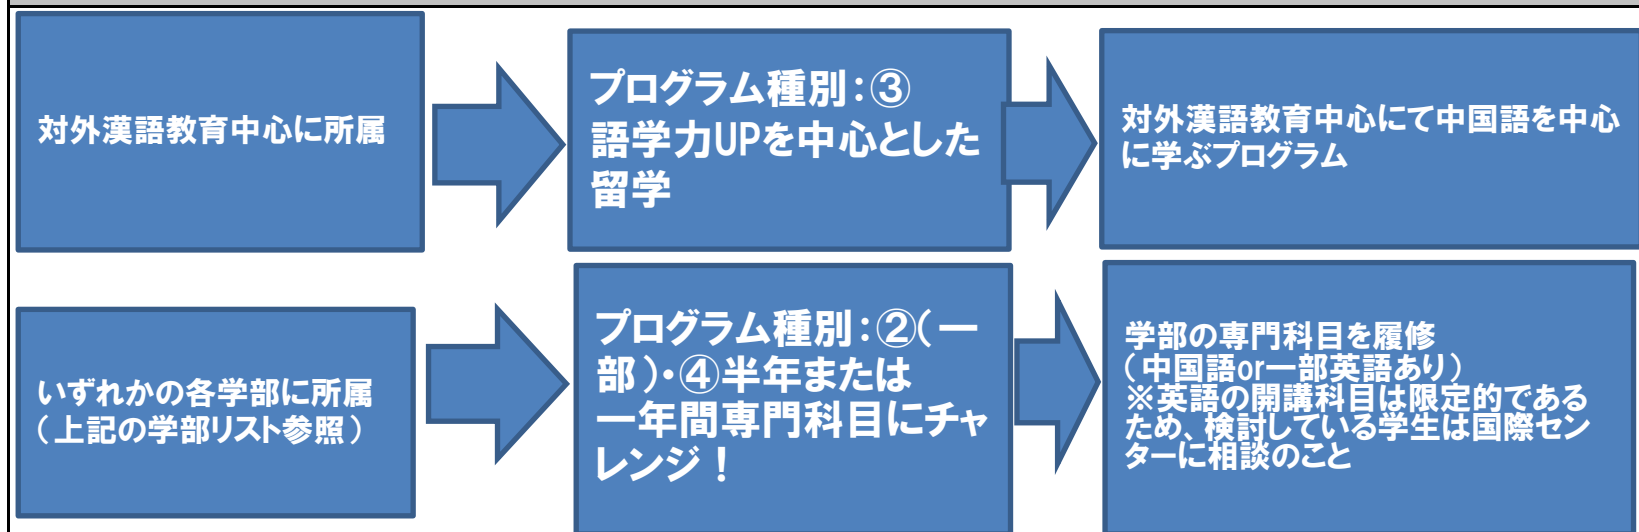 対外漢語教育中心に所属
プログラム種別：③
語学力UPを中心とした
留学
対外漢語教育中心にて中国語を中心
に学ぶプログラム
いずれかの各学部に所属
（上記の学部リスト参照）
プログラム種別：②（一
部）・④半年または
一年間専門科目にチャ
レンジ！
学部の専門科目を履修
（中国語or一部英語あり）
※英語の開講科目は限定的である
ため、検討している学生は国際セン
ターに相談のこと